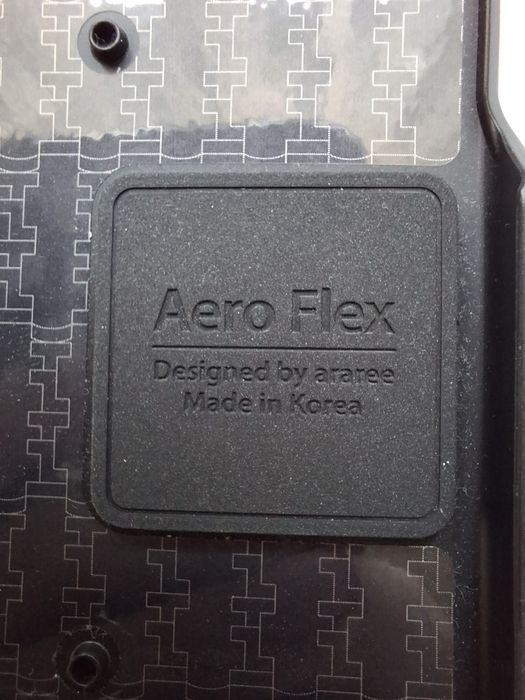 Aero Flex
Designed by araree
Made in Korea